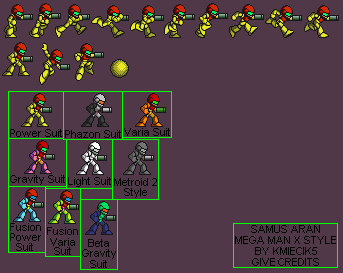 Power Suit
Phazon Suit
Varia Suit
Gravity Suit
Light Suit
Metroid 2
Style
Fusion
Power
Suit
Fusion
Varia
Suit
Beta
Gravity
Suit
SAMUS ARAN
MEGA MAN X STYLE
BY KMIECIK5
GIVE CREDITS